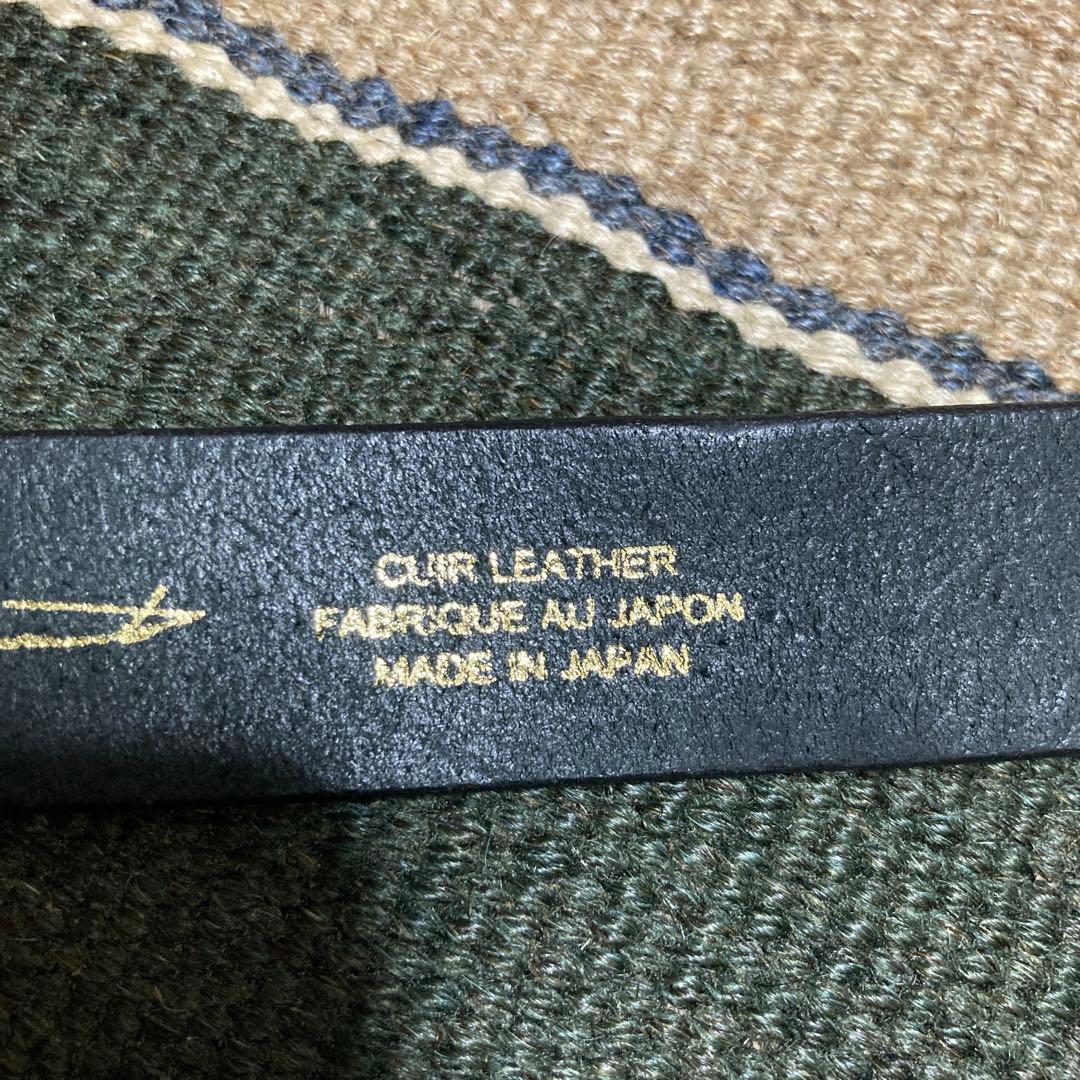 CUIR LEATHER
FABRIQUE AU JAPON
MADE IN JAPAN